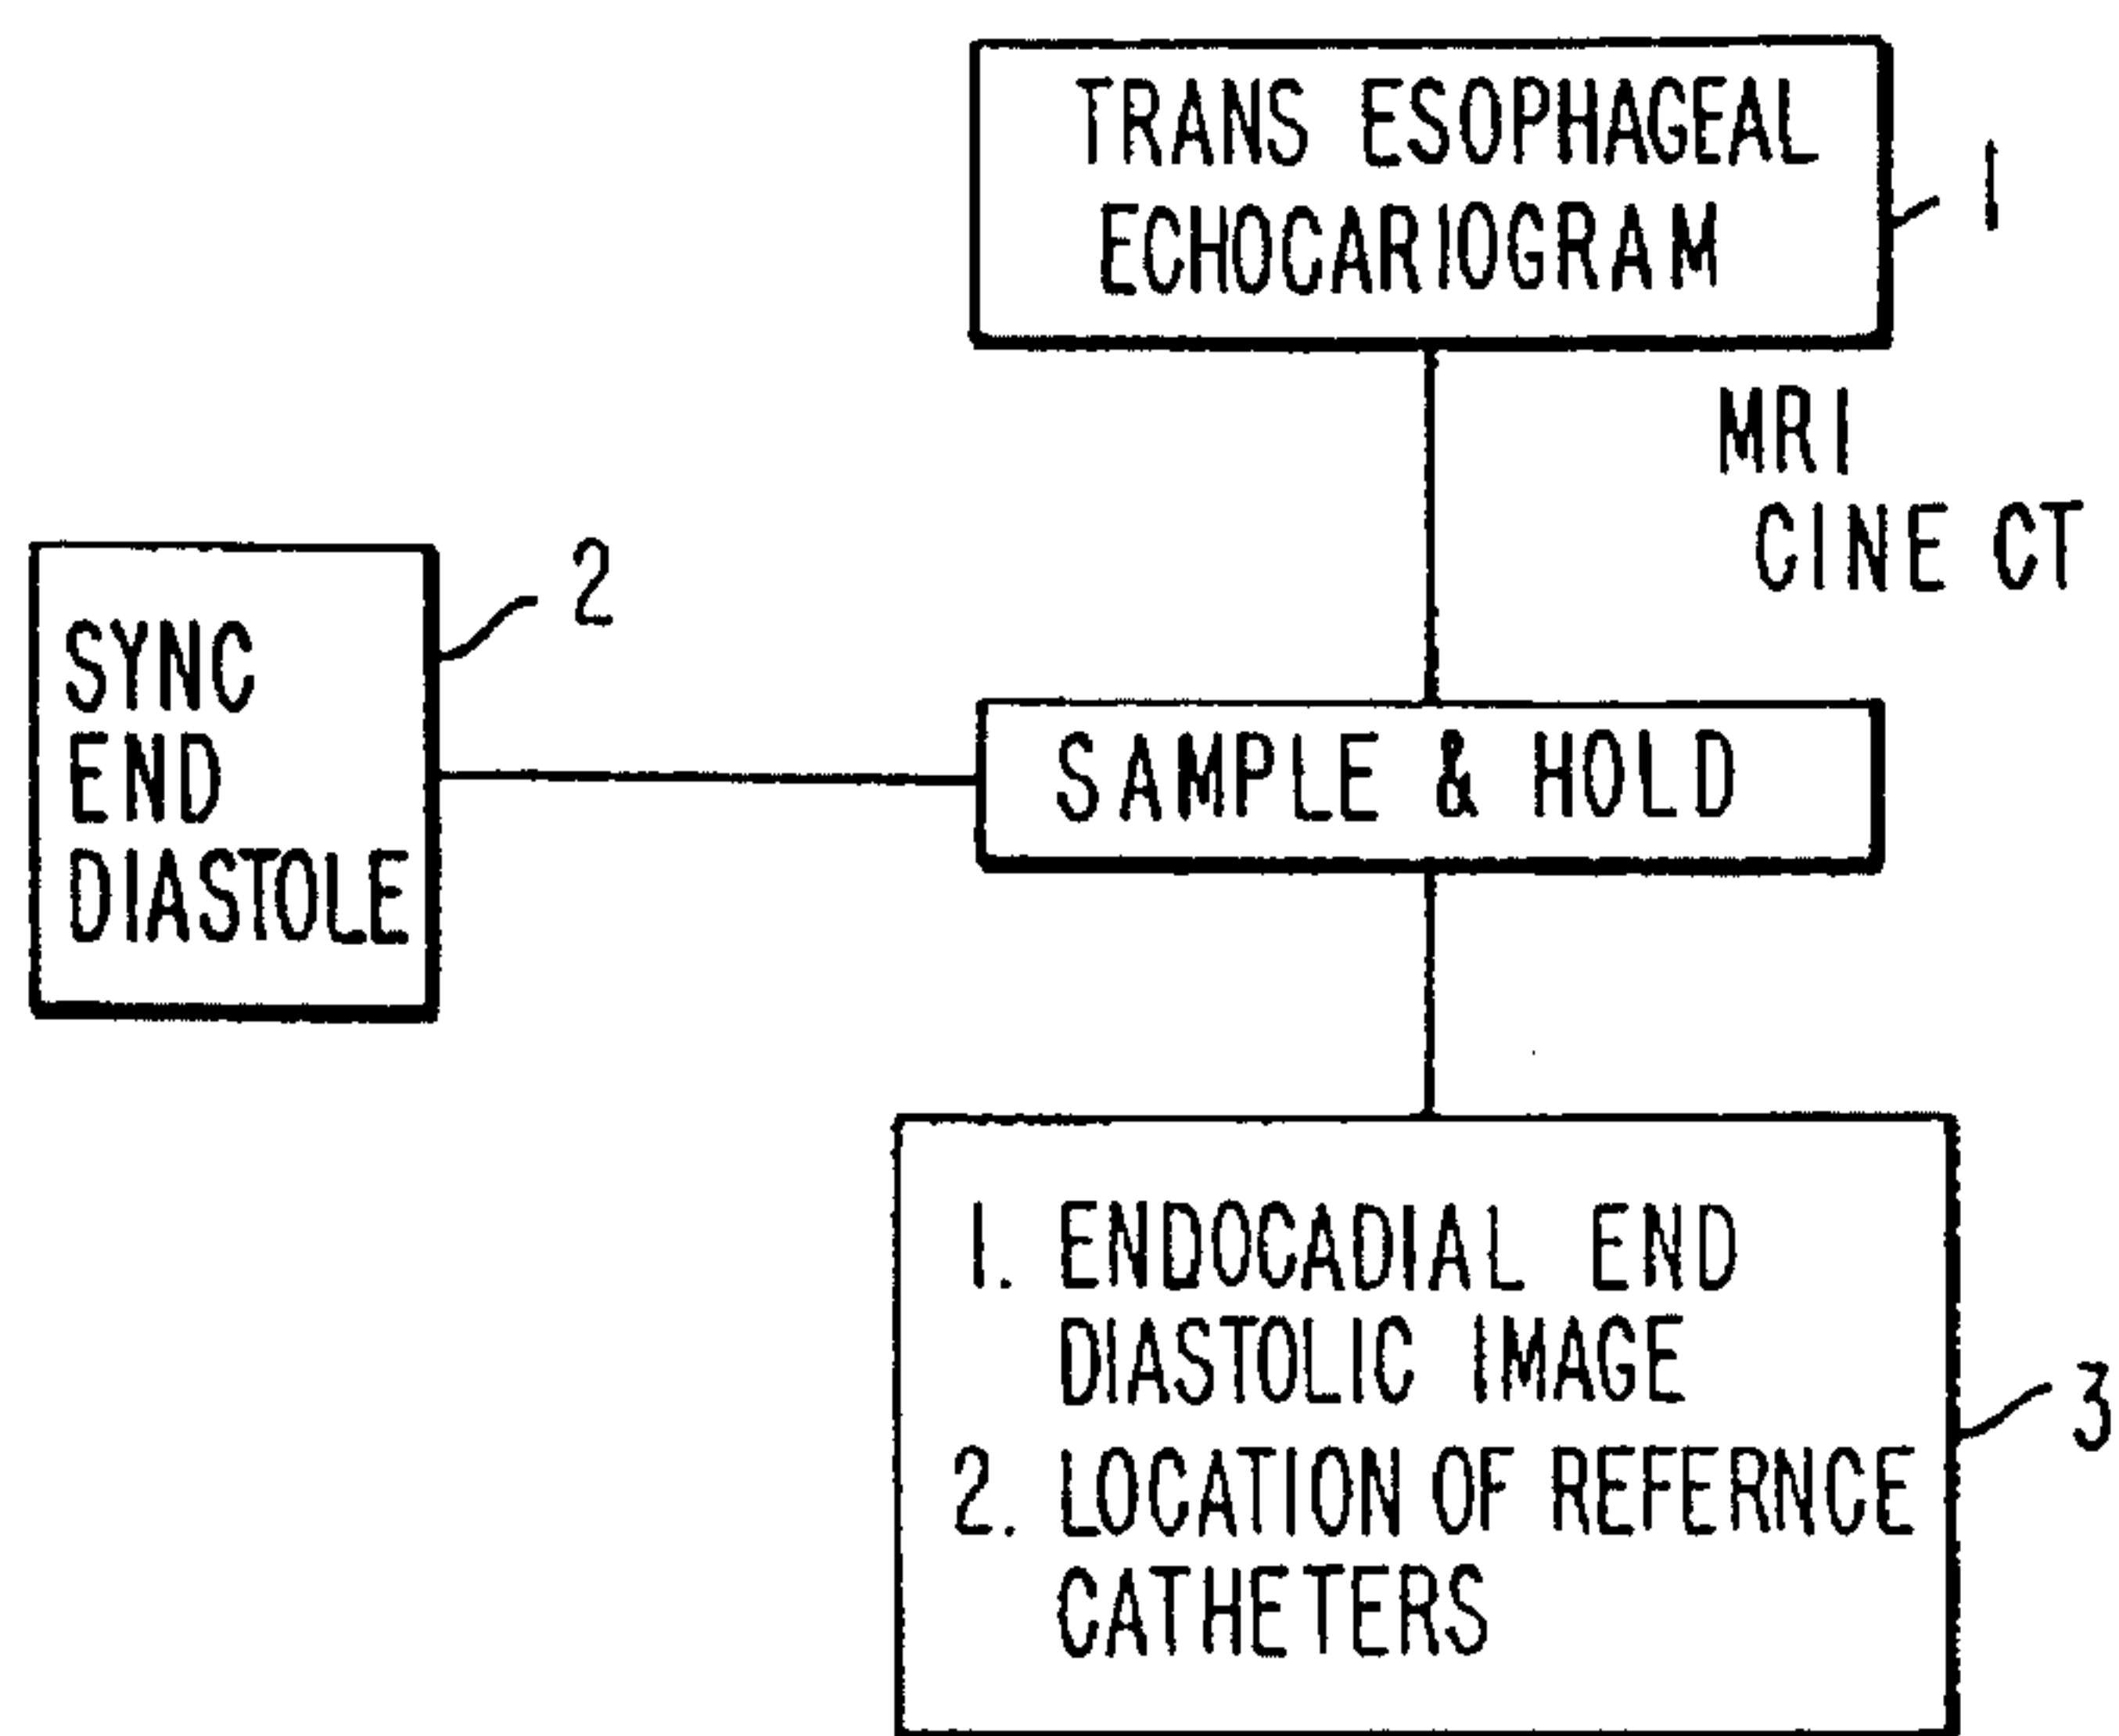 TRANS ESOPHAGEAL
ECHOCARIOGRAM
1
MRI
CINE CT
2
SYNC
END
DIASTOLE
SAMPLE & HOLD
1. ENDOCADIAL END
DIASTOLIC IMAGE
2. LOCATION OF REFERNCE
CATHETERS
3